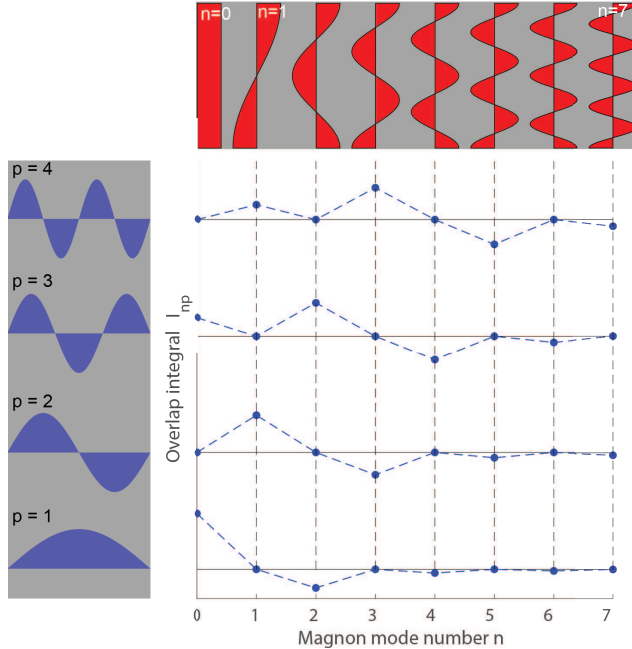 n=0
n=1
n=7
p = 4
p = 3
p = 2
p = 1
Overlap integral I_np
0
1
2
3
4
5
6
7
Magnon mode number n